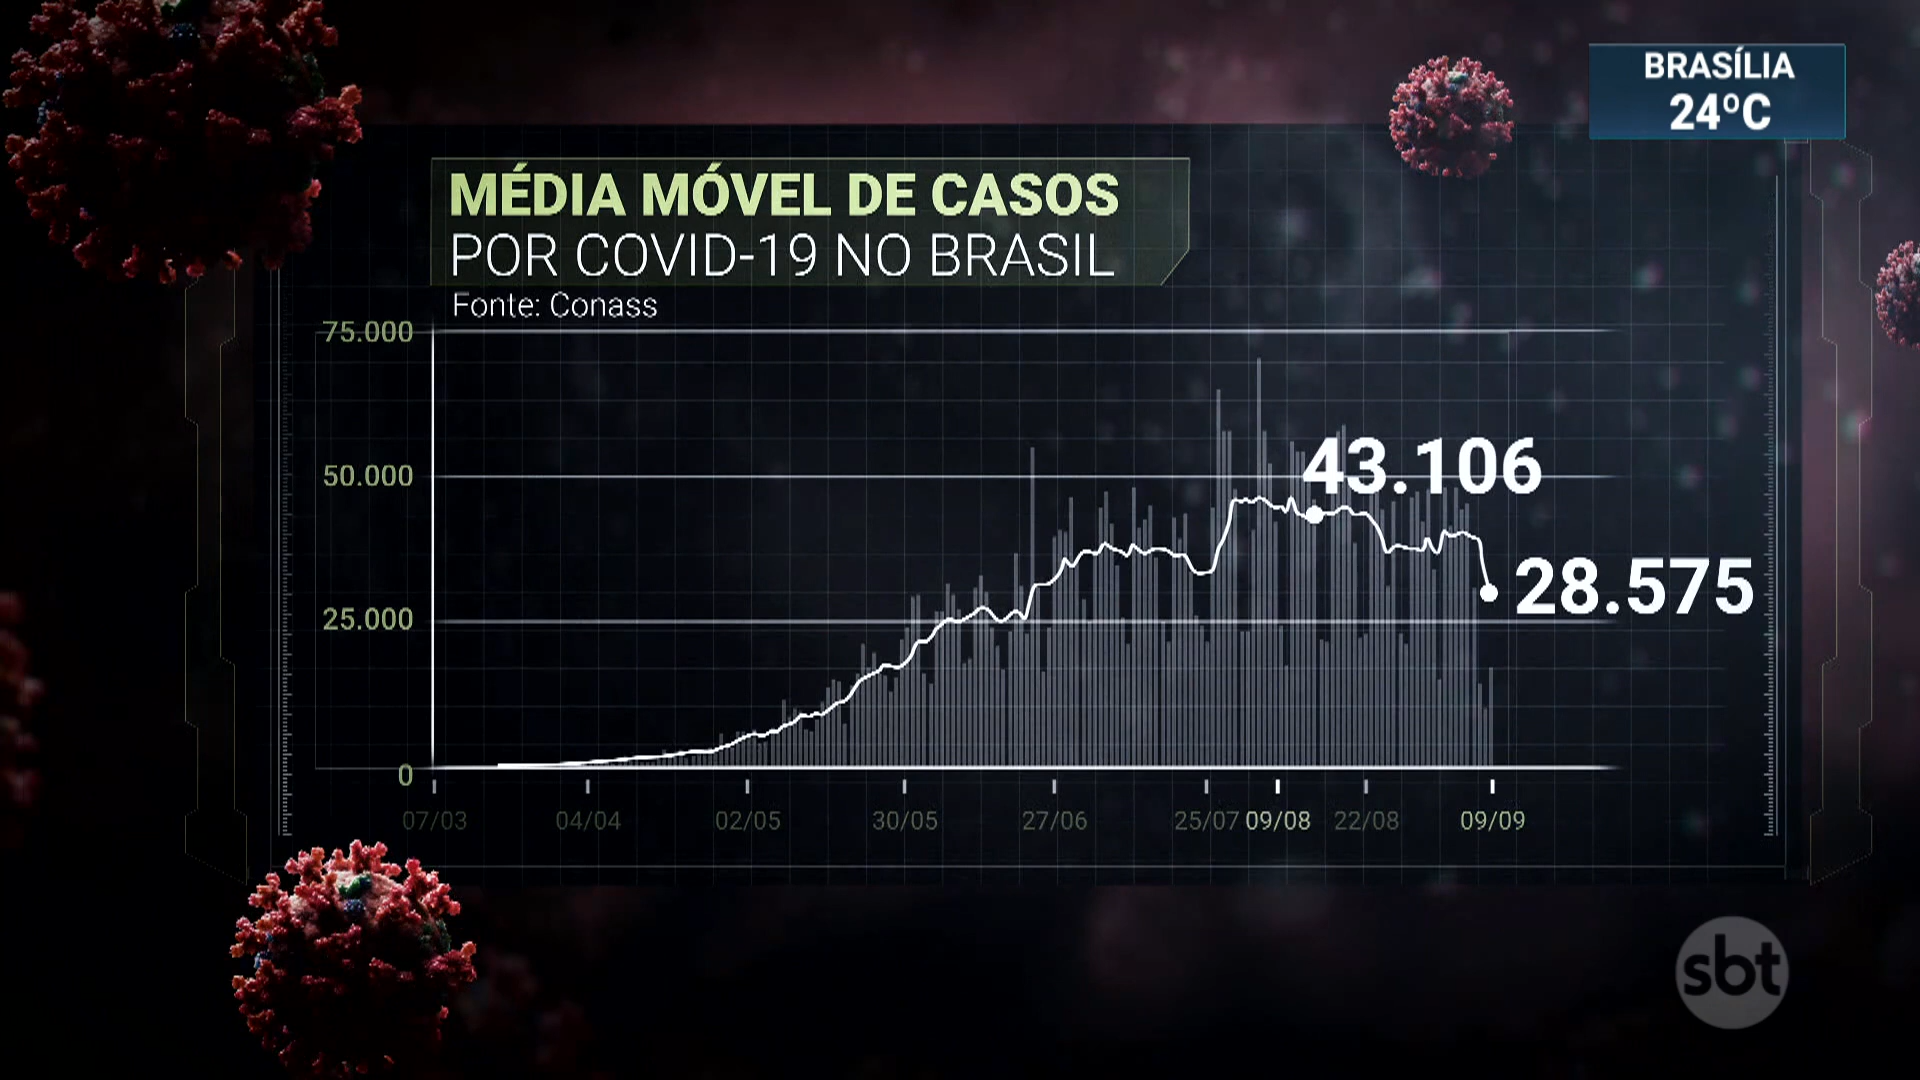 BRASÍLIA
24ºC
MÉDIA MÓVEL DE CASOS
POR COVID-19 NO BRASIL
Fonte: Conass
75.000
50.000
25.000
0
43.106
28.575
07/03 04/04 02/05 30/05 27/06 25/07 09/08 22/08 09/09
sbt